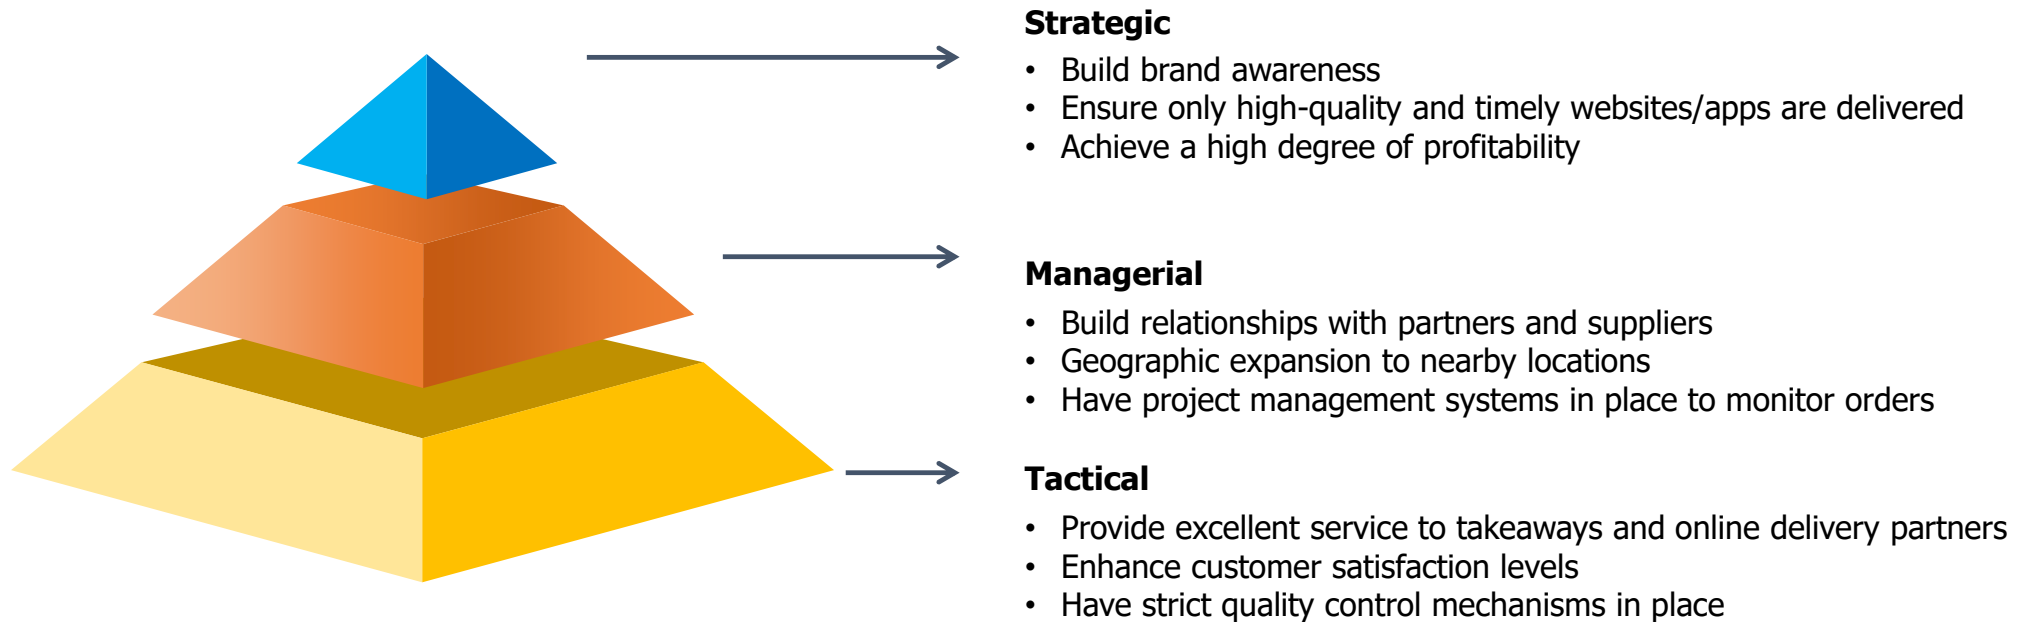 Strategic
• Build brand awareness
• Ensure only high-quality and timely websites/apps are delivered
• Achieve a high degree of profitability
Managerial
• Build relationships with partners and suppliers
• Geographic expansion to nearby locations
• Have project management systems in place to monitor orders
Tactical
• Provide excellent service to takeaways and online delivery partners
• Enhance customer satisfaction levels
• Have strict quality control mechanisms in place